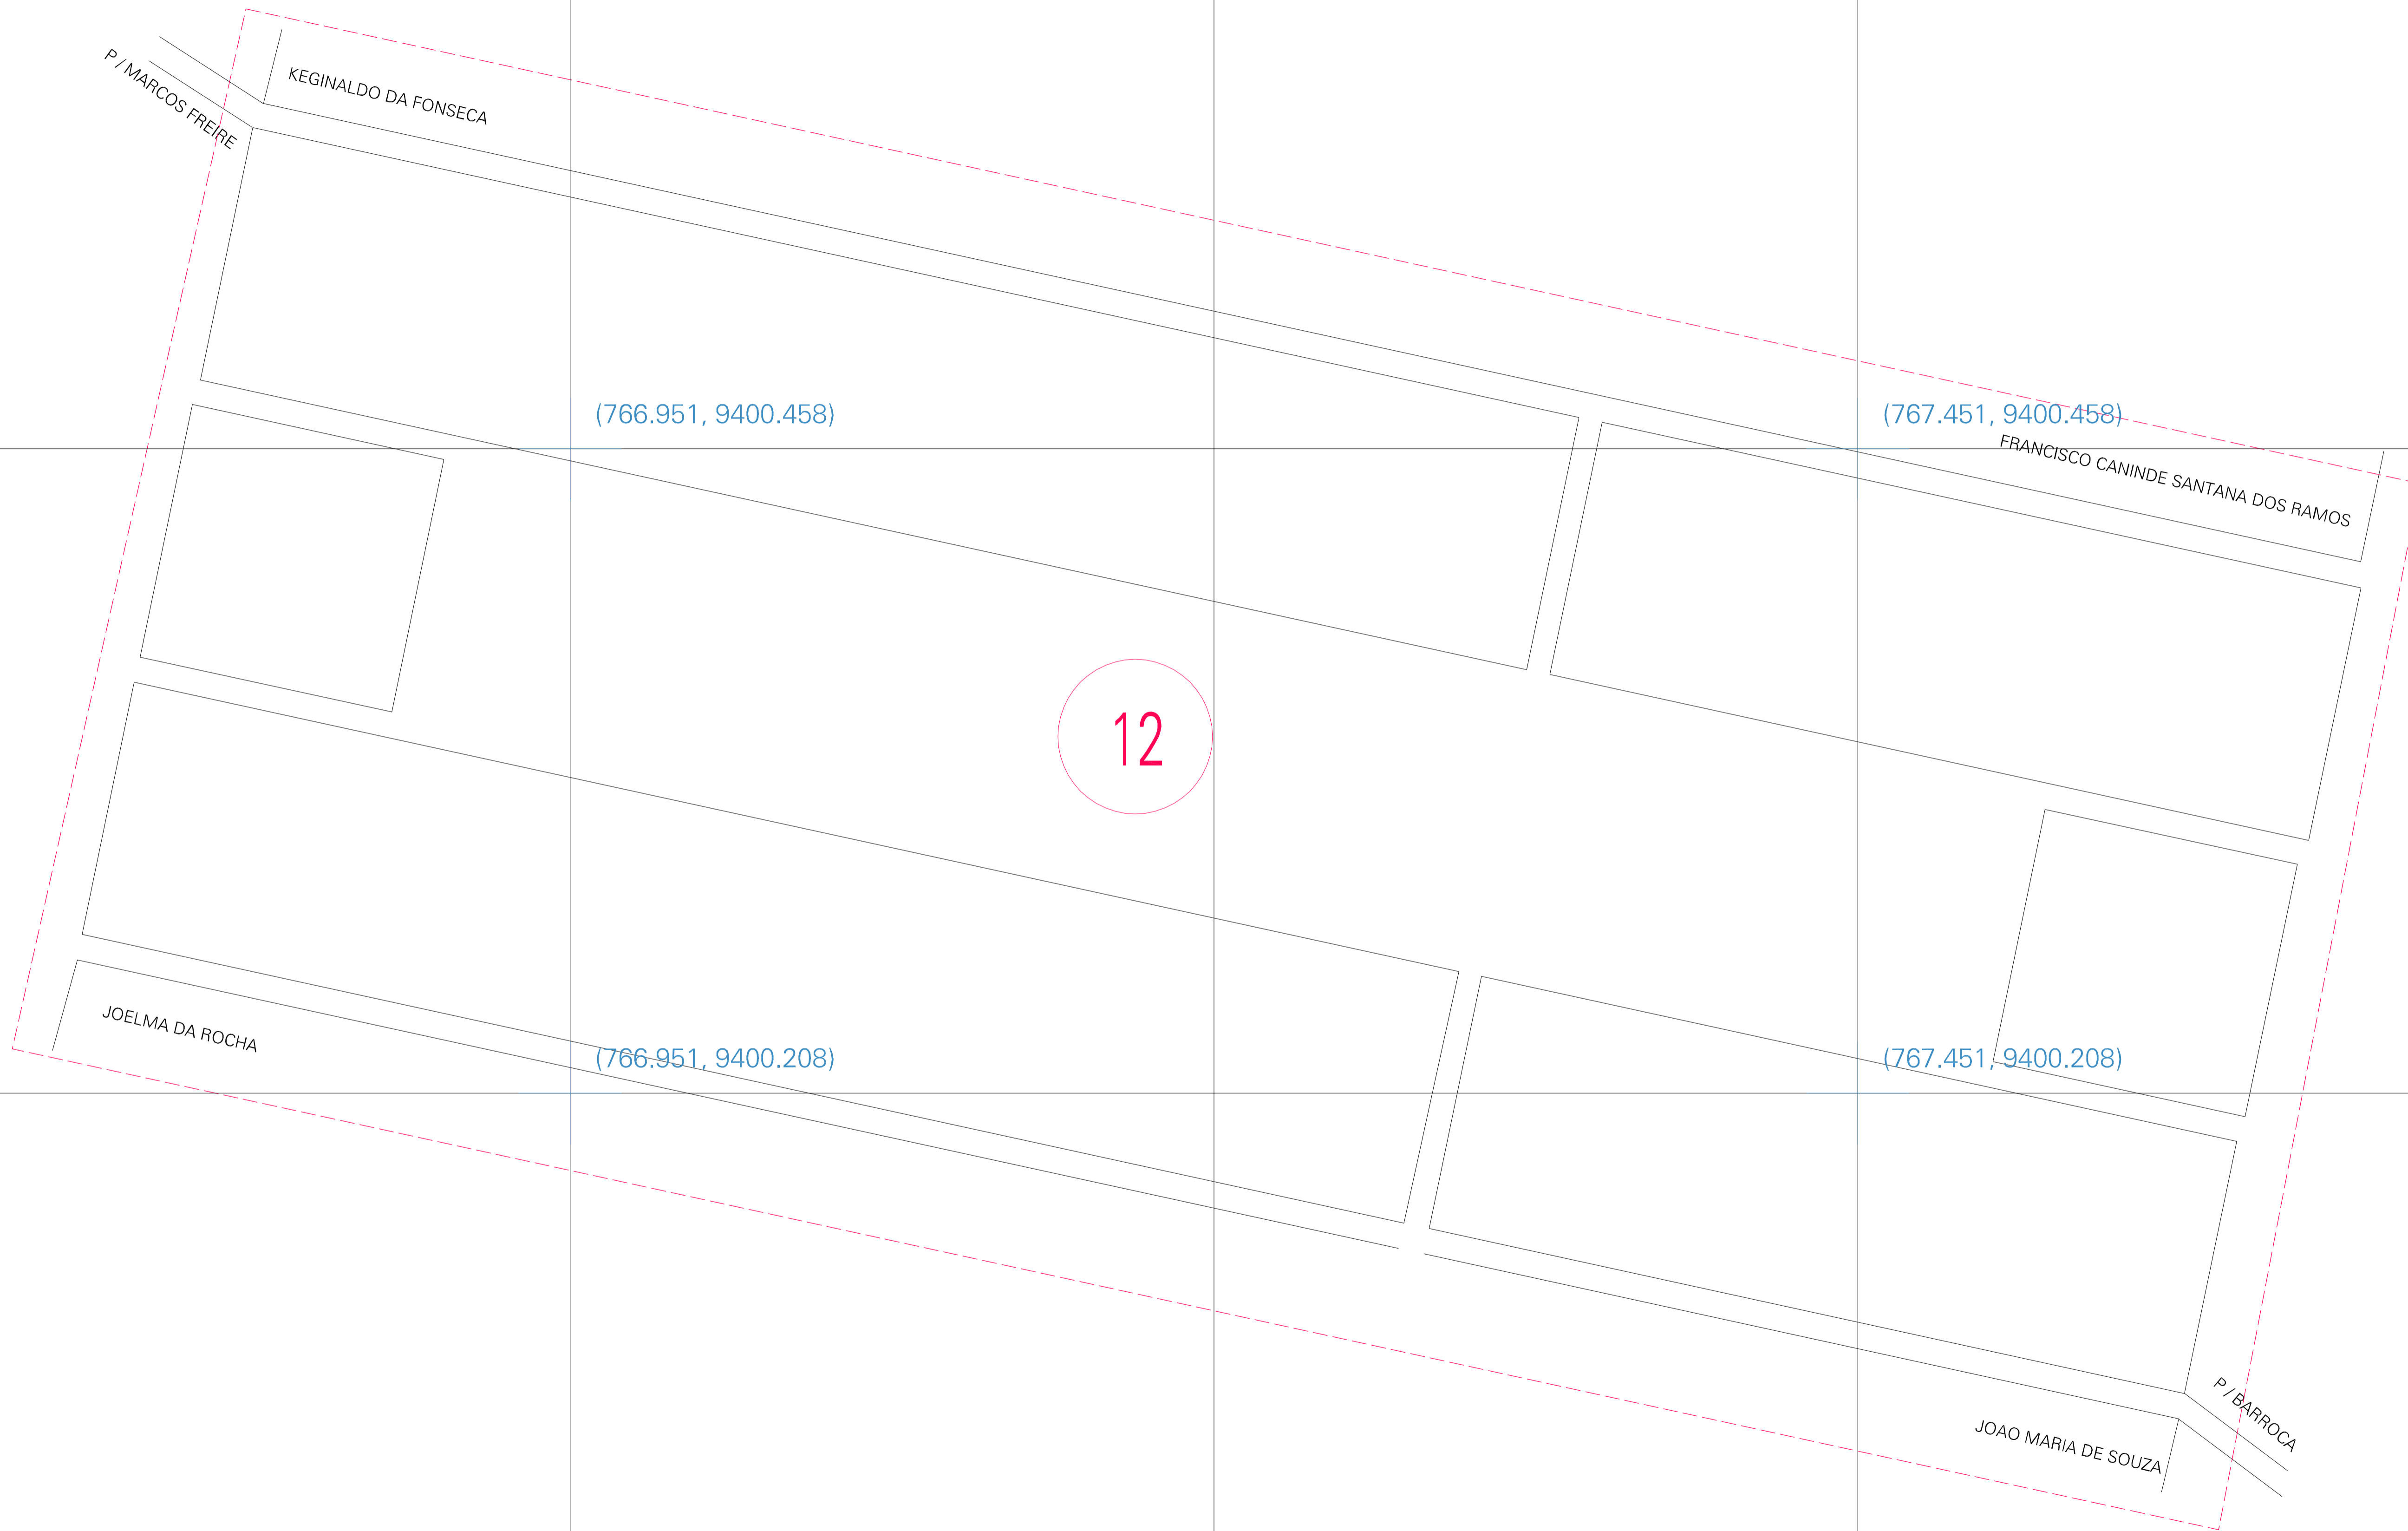 P / MARCOS FREIRE
KEGINALDO DA FONSECA
(766.951, 9400.458)
(767.451, 9400.458)
FRANCISCO CANINDE SANTANA DOS RAMOS
12
JOELMA DA ROCHA
(766.951, 9400.208)
(767.451, 9400.208)
P / BARROCA
JOAO MARIA DE SOUZA